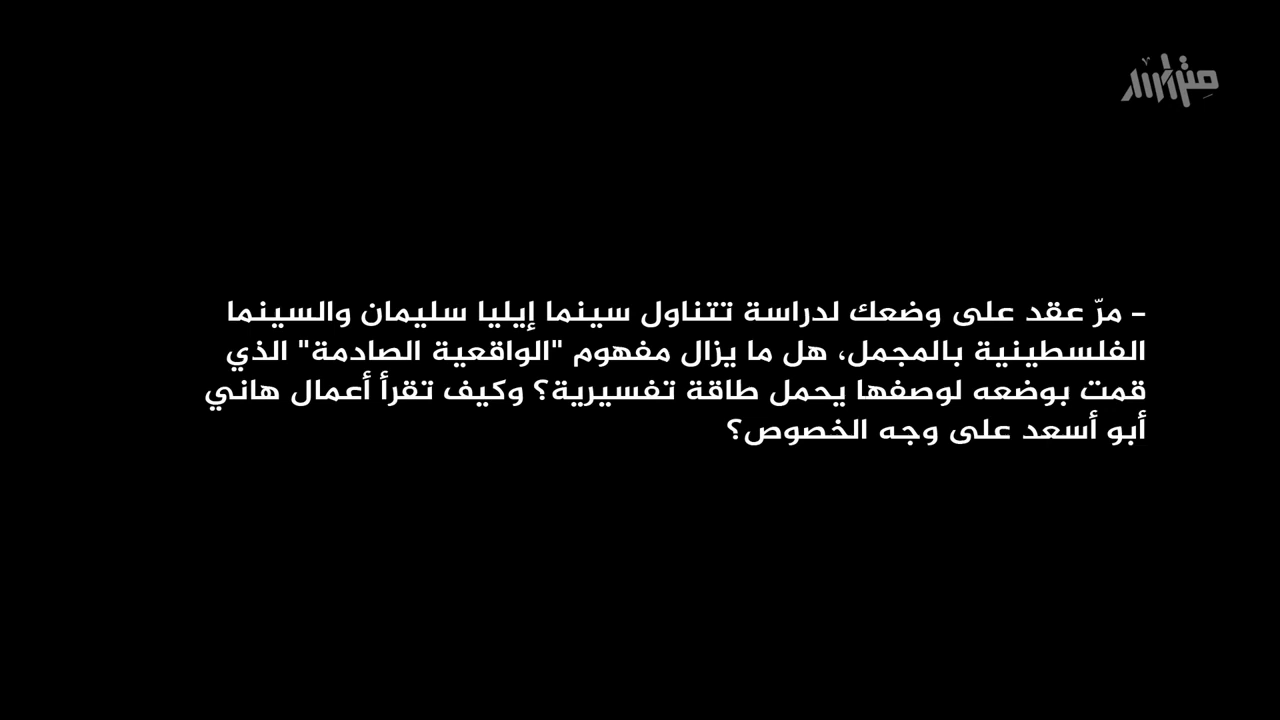 متراس
- مرّ عقد على وضعك لدراسة تتناول سينما إيليا سليمان والسينما
الفلسطينية بالمجمل، هل ما يزال مفهوم "الواقعية الصادمة" الذي
قمت بوضعه لوصفها يحمل طاقة تفسيرية؟ وكيف تقرأ أعمال هاني
أبو أسعد على وجه الخصوص؟